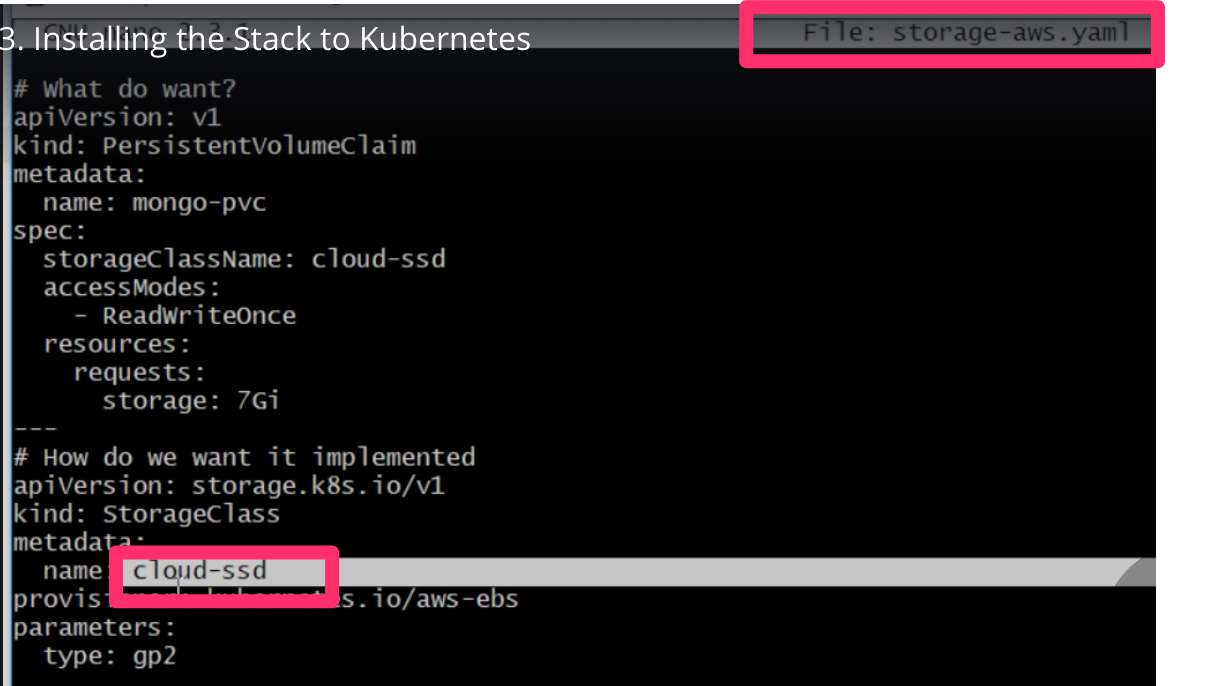 3. Installing the Stack to Kubernetes
File: storage-aws.yaml
# What do want?
apiVersion: v1
kind: PersistentVolumeClaim
metadata:
  name: mongo-pvc
spec:
  storageClassName: cloud-ssd
  accessModes:
    - ReadWriteOnce
  resources:
    requests:
      storage: 7Gi
---
# How do we want it implemented
apiVersion: storage.k8s.io/v1
kind: StorageClass
metadata:
  name: cloud-ssd
provisioner: kubernetes.io/aws-ebs
parameters:
  type: gp2